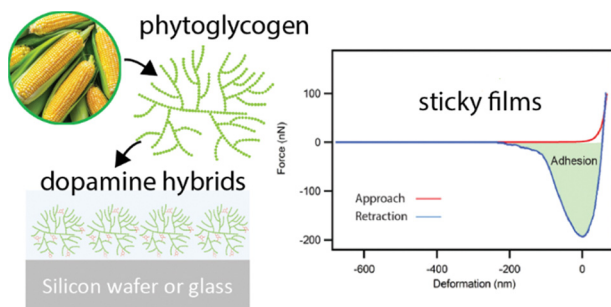 phytoglycogen
dopamine hybrids
Silicon wafer or glass
sticky films
Force (nN)
100
0
-100
-200
Adhesion
Approach
Retraction
-600
-400
-200
0
Deformation (nm)